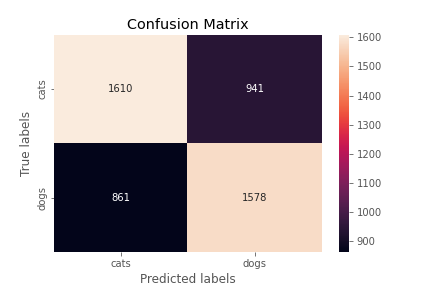 Confusion Matrix
True labels
cats
dogs
1610
941
861
1578
cats
dogs
Predicted labels
1600
1500
1400
1300
1200
1100
1000
900